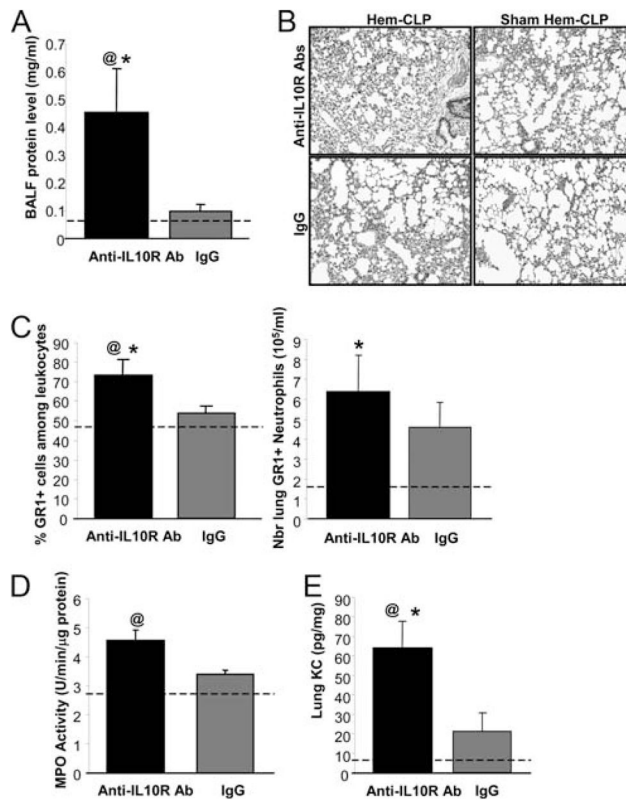 A
BALF protein level (mg/ml)
0.7
0.6
0.5
0.4
0.3
0.2
0.1
0
@ *
Anti-IL10R Ab IgG
B
Hem-CLP Sham Hem-CLP
Anti-IL10R Abs
IgG
C
% GR1+ cells among leukocytes
90
80
70
60
50
40
30
20
10
0
@ *
Anti-IL10R Ab IgG
Nbr lung GR1+ Neutrophils (10⁵/ml)
9
8
7
6
5
4
3
2
1
0
*
Anti-IL10R Ab IgG
D
MPO Activity (U/min/µg protein)
6
5
4
3
2
1
0
@
Anti-IL10R Ab IgG
E
Lung KC (pg/mg)
90
80
70
60
50
40
30
20
10
0
@ *
Anti-IL10R Ab IgG